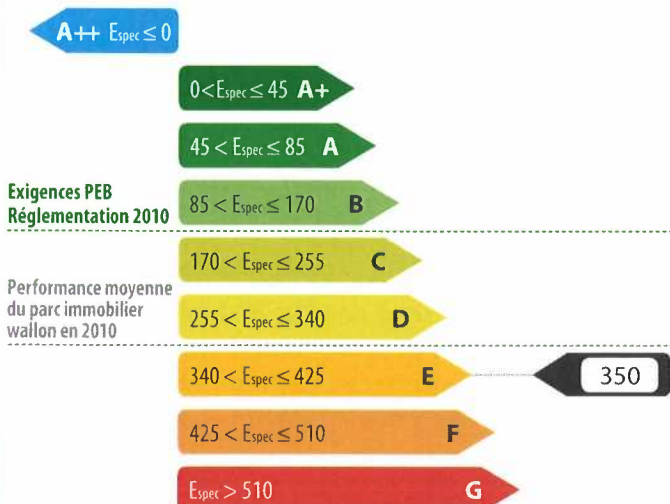 A++ Espec ≤ 0
0 < Espec ≤ 45 A+
45 < Espec ≤ 85 A
Exigences PEB
Réglementation 2010
85 < Espec ≤ 170 B
170 < Espec ≤ 255 C
Performance moyenne
du parc immobilier
wallon en 2010
255 < Espec ≤ 340 D
340 < Espec ≤ 425 E
350
425 < Espec ≤ 510 F
Espec > 510 G